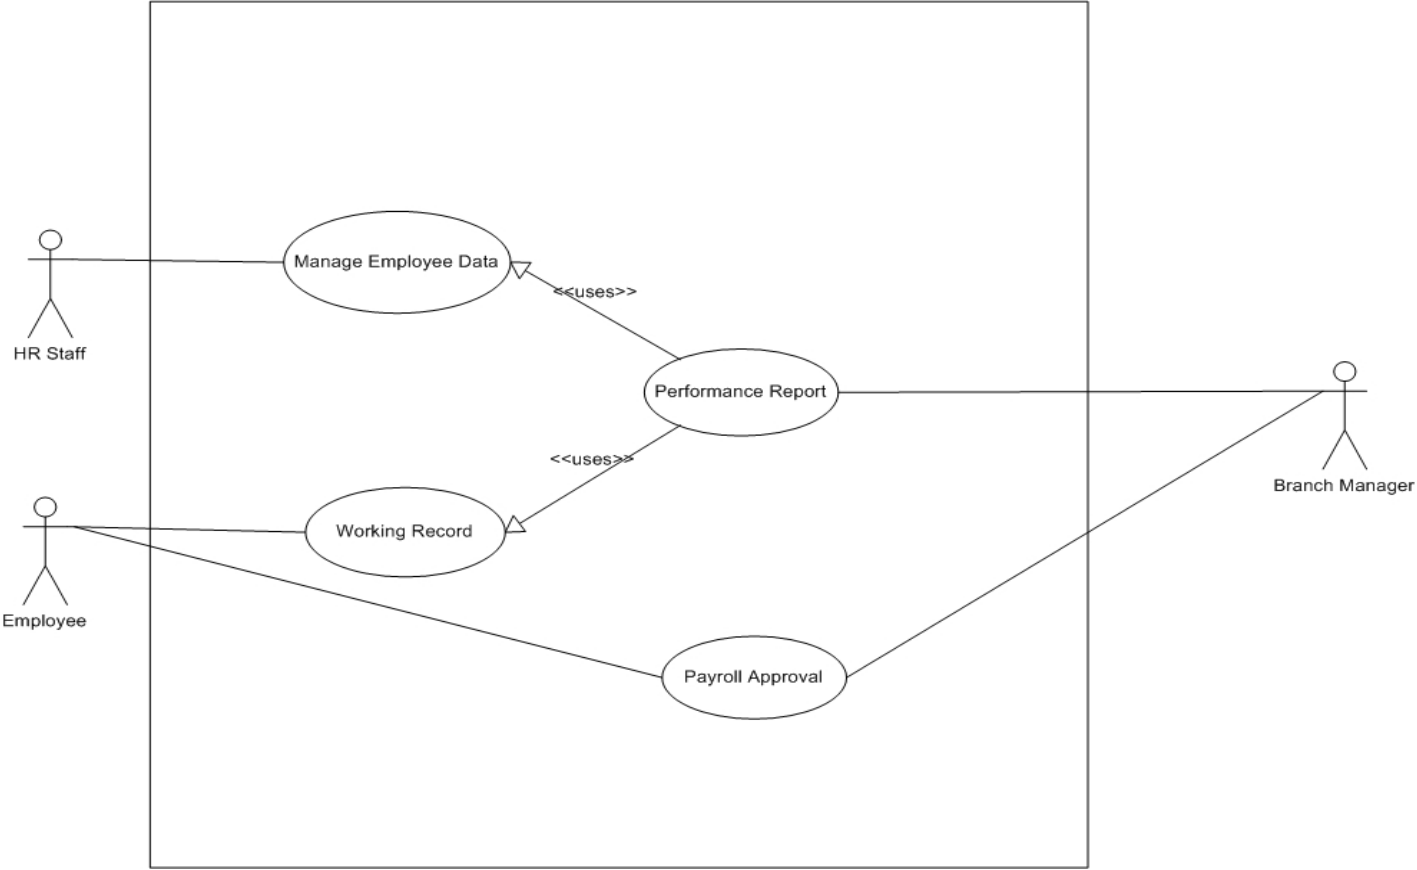 Manage Employee Data
<<uses>>
HR Staff
Performance Report
Branch Manager
<<uses>>
Working Record
Employee
Payroll Approval